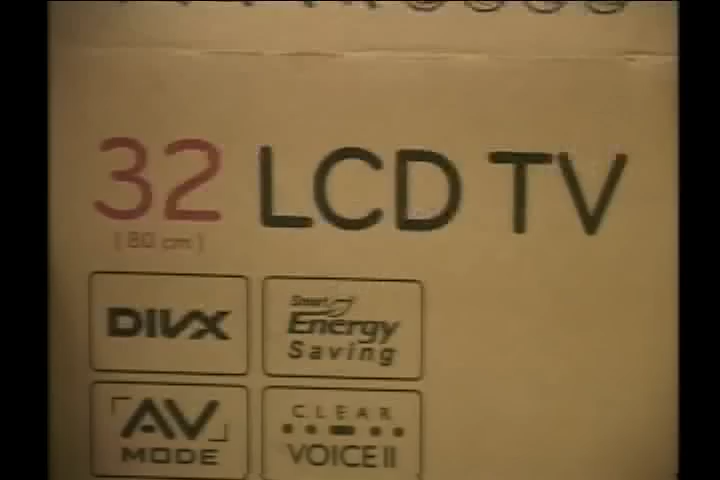 32 LCD TV
(80 cm)
DIVX
Smart
Energy
Saving
AV
MODE
CLEAR
VOICE II